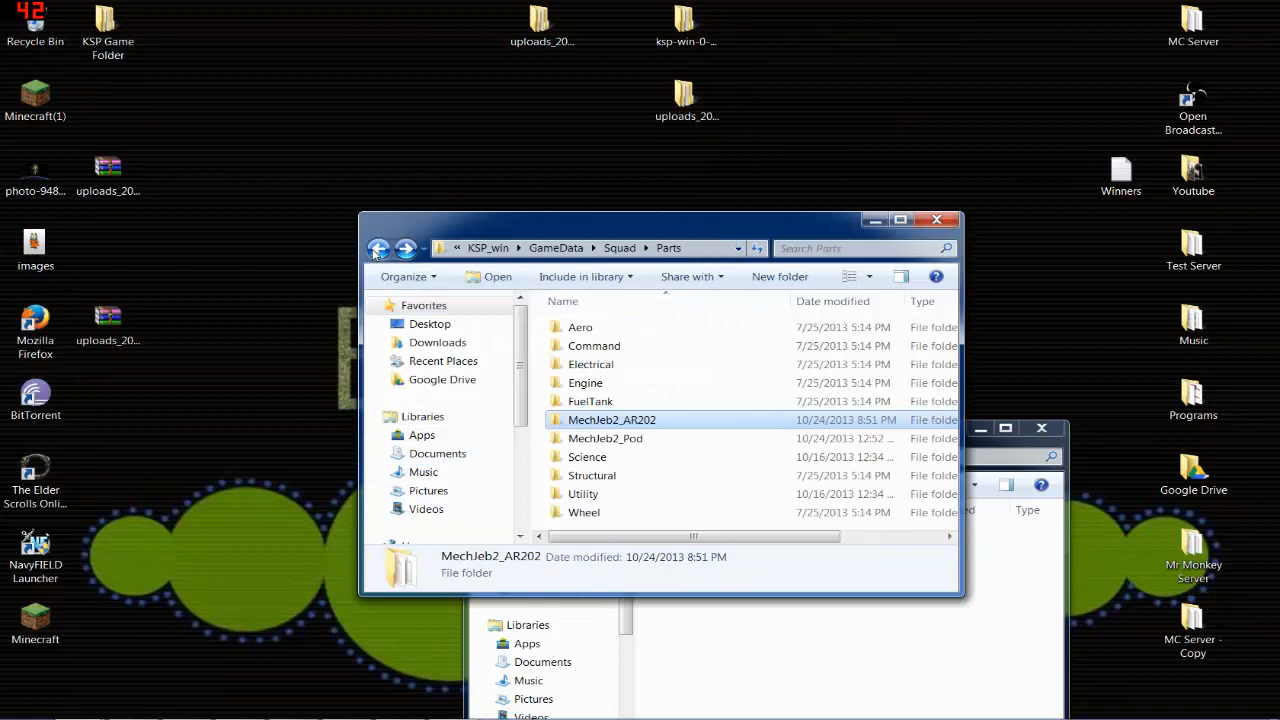 42
Recycle Bin
KSP Game
Folder
uploads_20...
ksp-win-0-...
MC Server
Minecraft(1)
uploads_20...
Open
Broadcast...
photo-948...
uploads_20...
Winners
Youtube
images
Test Server
Mozilla
Firefox
uploads_20...
Music
BitTorrent
Programs
The Elder
Scrolls Onli...
Google Drive
NavyFIELD
Launcher
Mr Monkey
Server
Minecraft
MC Server -
Copy
« KSP_win GameData Squad Parts
Search Parts
Organize Open Include in library Share with New folder
Favorites
Desktop
Downloads
Recent Places
Google Drive
Libraries
Apps
Documents
Music
Pictures
Videos
Name Date modified Type
Aero 7/25/2013 5:14 PM File folde
Command 7/25/2013 5:14 PM File folde
Electrical 7/25/2013 5:14 PM File folde
Engine 7/25/2013 5:14 PM File folde
FuelTank 7/25/2013 5:14 PM File folde
MechJeb2_AR202 10/24/2013 8:51 PM File folde
MechJeb2_Pod 10/24/2013 12:52 ... File folde
Science 10/16/2013 12:34 ... File folde
Structural 7/25/2013 5:14 PM File folde
Utility 10/16/2013 12:34 ... File folde
Wheel 7/25/2013 5:14 PM File folde
MechJeb2_AR202 Date modified: 10/24/2013 8:51 PM
File folder
ed Type
Libraries
Apps
Documents
Music
Pictures
Videos